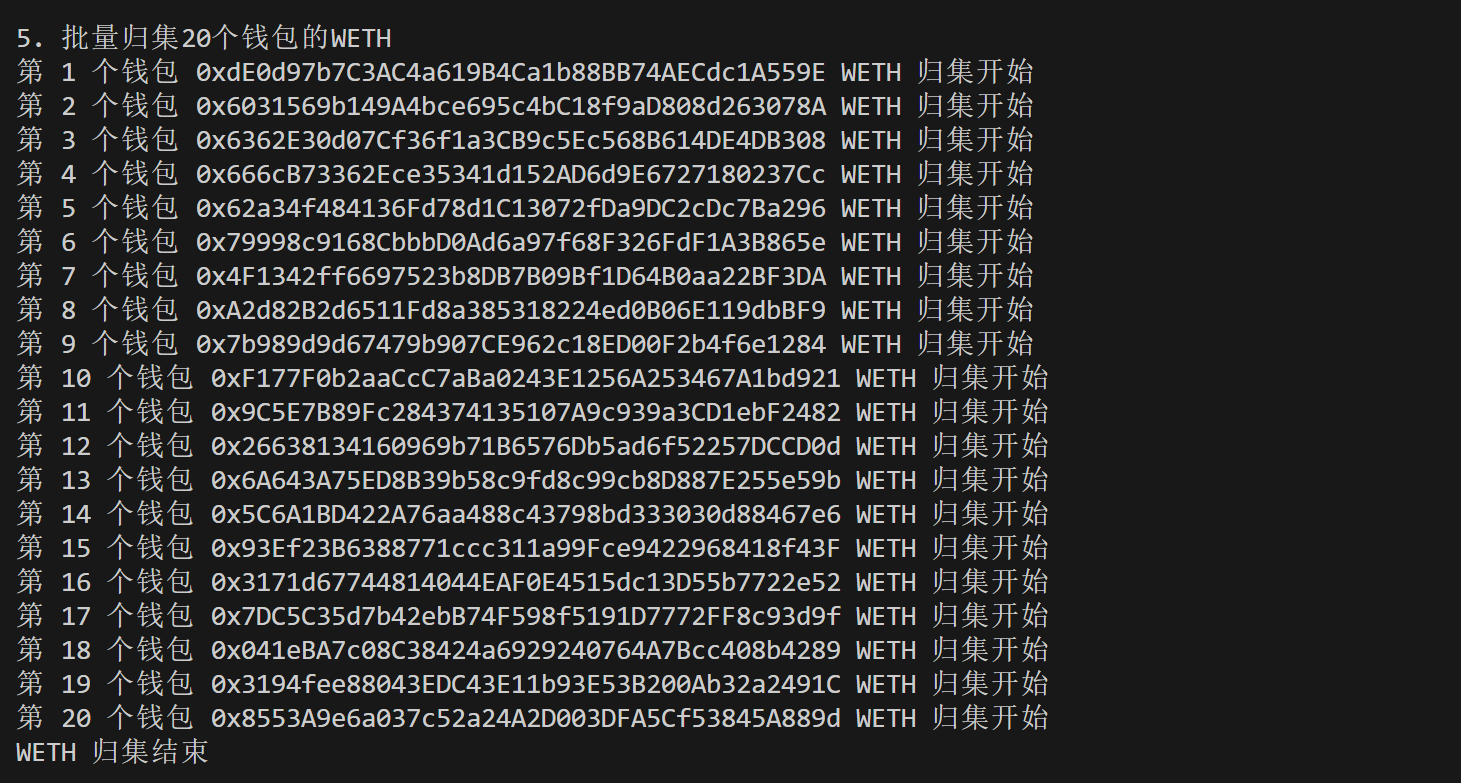 5. 批量归集20个钱包的WETH
第 1 个钱包 0xdE0d97b7C3AC4a619B4Ca1b88BB74AECdc1A559E WETH 归集开始
第 2 个钱包 0x6031569b149A4bce695c4bC18f9aD808d263078A WETH 归集开始
第 3 个钱包 0x6362E30d07Cf36f1a3CB9c5Ec568B614DE4DB308 WETH 归集开始
第 4 个钱包 0x666cB73362Ece35341d152AD6d9E6727180237Cc WETH 归集开始
第 5 个钱包 0x62a34f484136Fd78d1C13072fDa9DC2cDc7Ba296 WETH 归集开始
第 6 个钱包 0x79998c9168CbbbD0Ad6a97f68F326FdF1A3B865e WETH 归集开始
第 7 个钱包 0x4F1342ff6697523b8DB7B09Bf1D64B0aa22BF3DA WETH 归集开始
第 8 个钱包 0xA2d82B2d6511Fd8a385318224ed0B06E119dbBF9 WETH 归集开始
第 9 个钱包 0x7b989d9d67479b907CE962c18ED00F2b4f6e1284 WETH 归集开始
第 10 个钱包 0xF177F0b2aaCcC7aBa0243E1256A253467A1bd921 WETH 归集开始
第 11 个钱包 0x9C5E7B89Fc284374135107A9c939a3CD1ebF2482 WETH 归集开始
第 12 个钱包 0x26638134160969b71B6576Db5ad6f52257DCCD0d WETH 归集开始
第 13 个钱包 0x6A643A75ED8B39b58c9fd8c99cb8D887E255e59b WETH 归集开始
第 14 个钱包 0x5C6A1BD422A76aa488c43798bd333030d88467e6 WETH 归集开始
第 15 个钱包 0x93Ef23B6388771ccc311a99Fce9422968418f43F WETH 归集开始
第 16 个钱包 0x3171d67744814044EAF0E4515dc13D55b7722e52 WETH 归集开始
第 17 个钱包 0x7DC5C35d7b42ebB74F598f5191D7772FF8c93d9f WETH 归集开始
第 18 个钱包 0x041eBA7c08C38424a6929240764A7Bcc408b4289 WETH 归集开始
第 19 个钱包 0x3194fee88043EDC43E11b93E53B200Ab32a2491C WETH 归集开始
第 20 个钱包 0x8553A9e6a037c52a24A2D003DFA5Cf53845A889d WETH 归集开始
WETH 归集结束